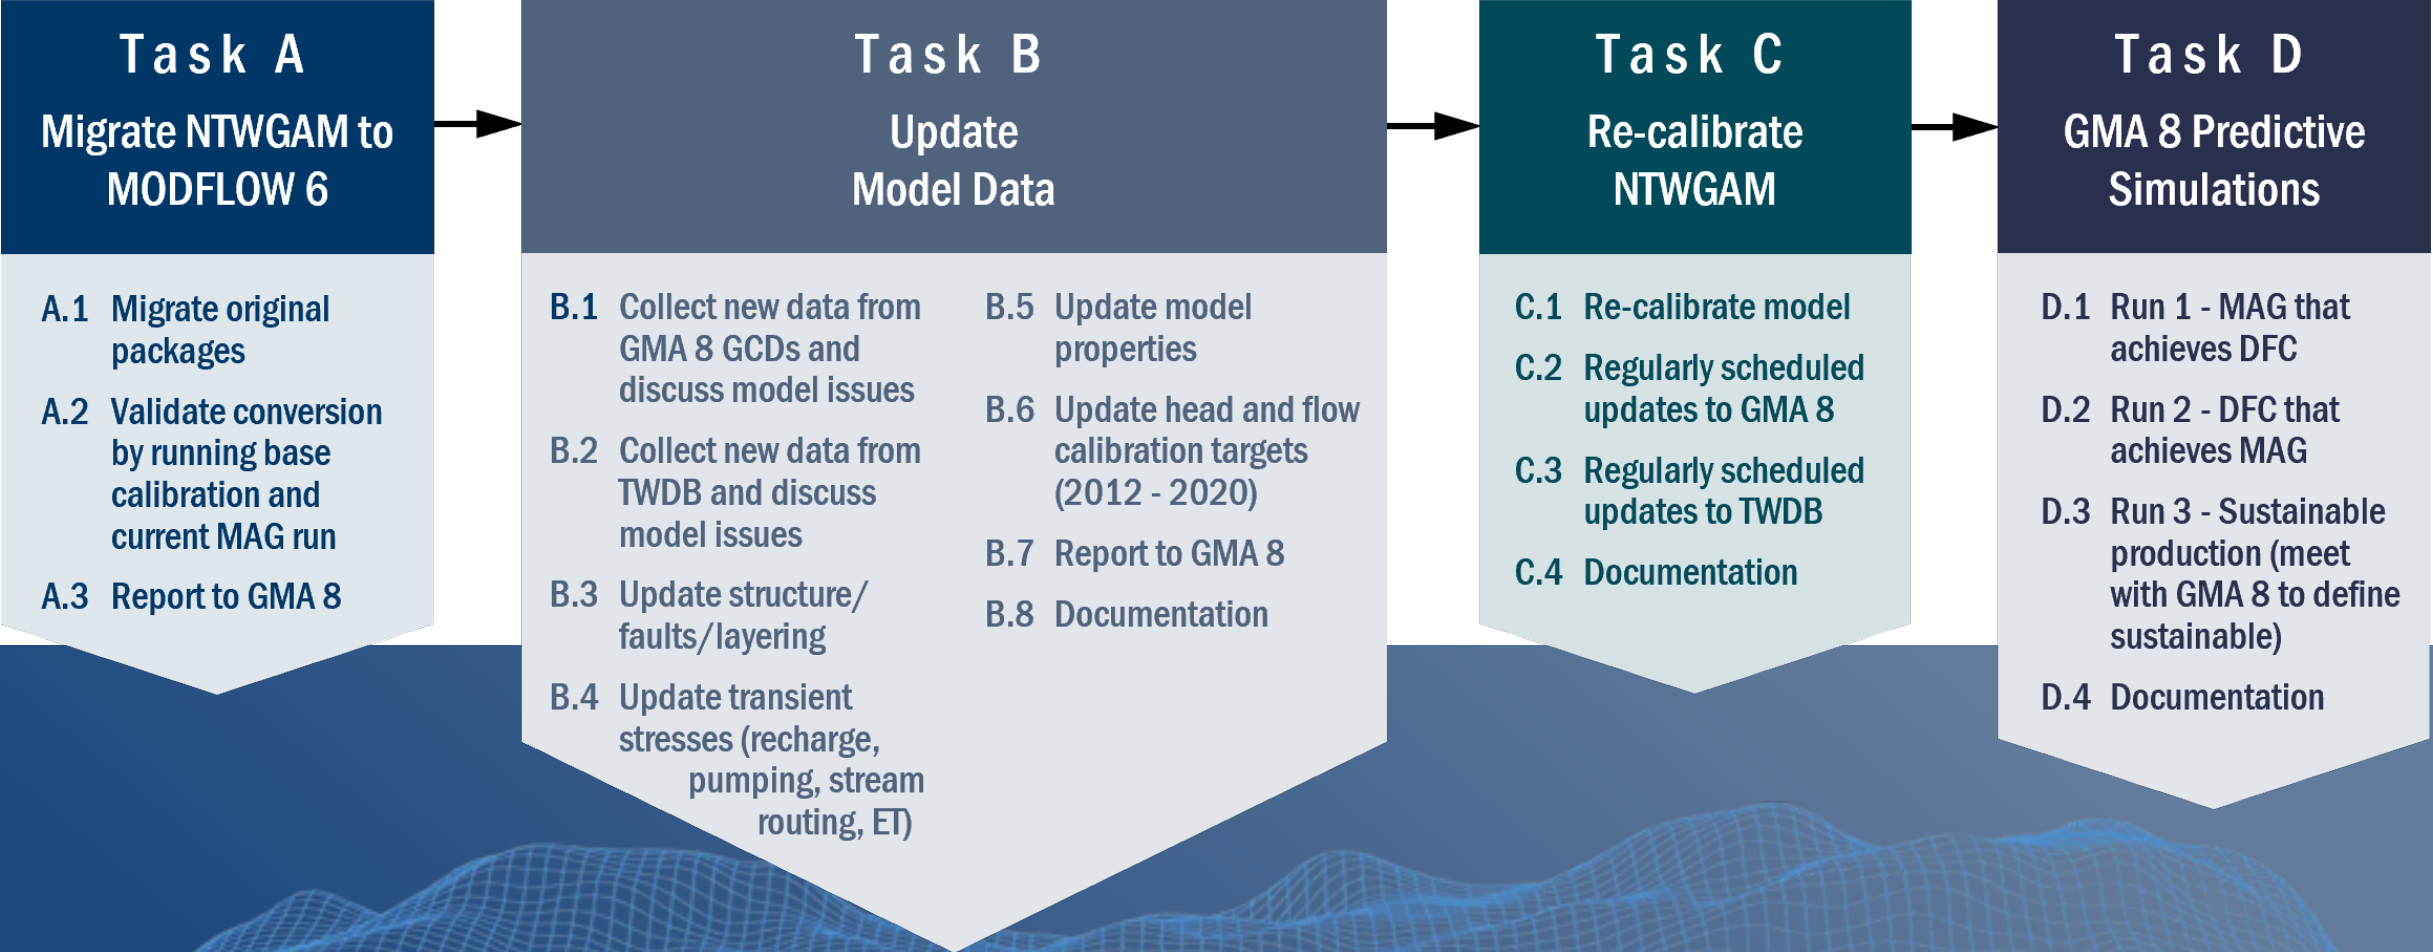 Task A
Migrate NTWGAM to
MODFLOW 6
A.1 Migrate original
packages
A.2 Validate conversion
by running base
calibration and
current MAG run
A.3 Report to GMA 8
Task B
Update
Model Data
B.1 Collect new data from
GMA 8 GCDs and
discuss model issues
B.2 Collect new data from
TWDB and discuss
model issues
B.3 Update structure/
faults/layering
B.4 Update transient
stresses (recharge,
pumping, stream
routing, ET)
B.5 Update model
properties
B.6 Update head and flow
calibration targets
(2012 - 2020)
B.7 Report to GMA 8
B.8 Documentation
Task C
Re-calibrate
NTWGAM
C.1 Re-calibrate model
C.2 Regularly scheduled
updates to GMA 8
C.3 Regularly scheduled
updates to TWDB
C.4 Documentation
Task D
GMA 8 Predictive
Simulations
D.1 Run 1 - MAG that
achieves DFC
D.2 Run 2 - DFC that
achieves MAG
D.3 Run 3 - Sustainable
production (meet
with GMA 8 to define
sustainable)
D.4 Documentation